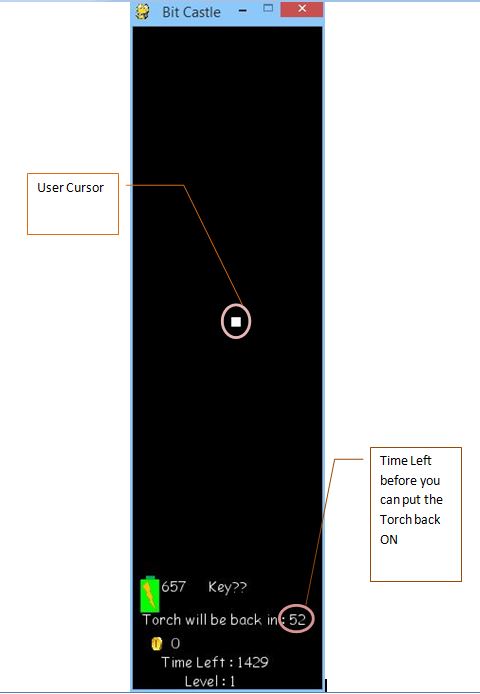 Bit Castle
User Cursor
Time Left
before you
can put the
Torch back
ON
657 Key??
Torch will be back in : 52
0
Time Left : 1429
Level : 1